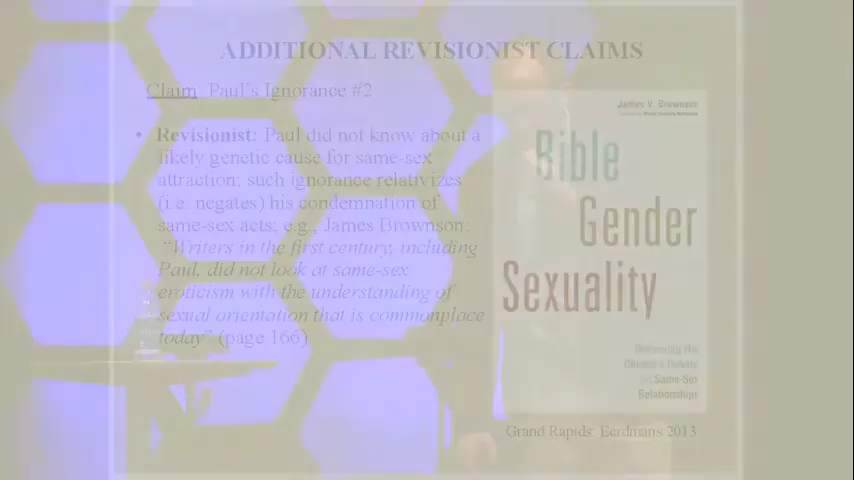 ADDITIONAL REVISIONIST CLAIMS
Claim: Paul's Ignorance #2
• Revisionist: Paul did not know about a
likely genetic cause for same-sex
attraction; such ignorance relativizes
(i.e. negates) his condemnation of
same-sex acts; e.g., James Brownson:
"Writers in the first century, including
Paul, did not look at same-sex
eroticism with the understanding of
sexual orientation that is commonplace
today" (page 166)
James V. Brownson
Bible
Gender
Sexuality
Reframing the
Church's Debate
on Same-Sex
Relationships
Grand Rapids: Eerdmans 2013